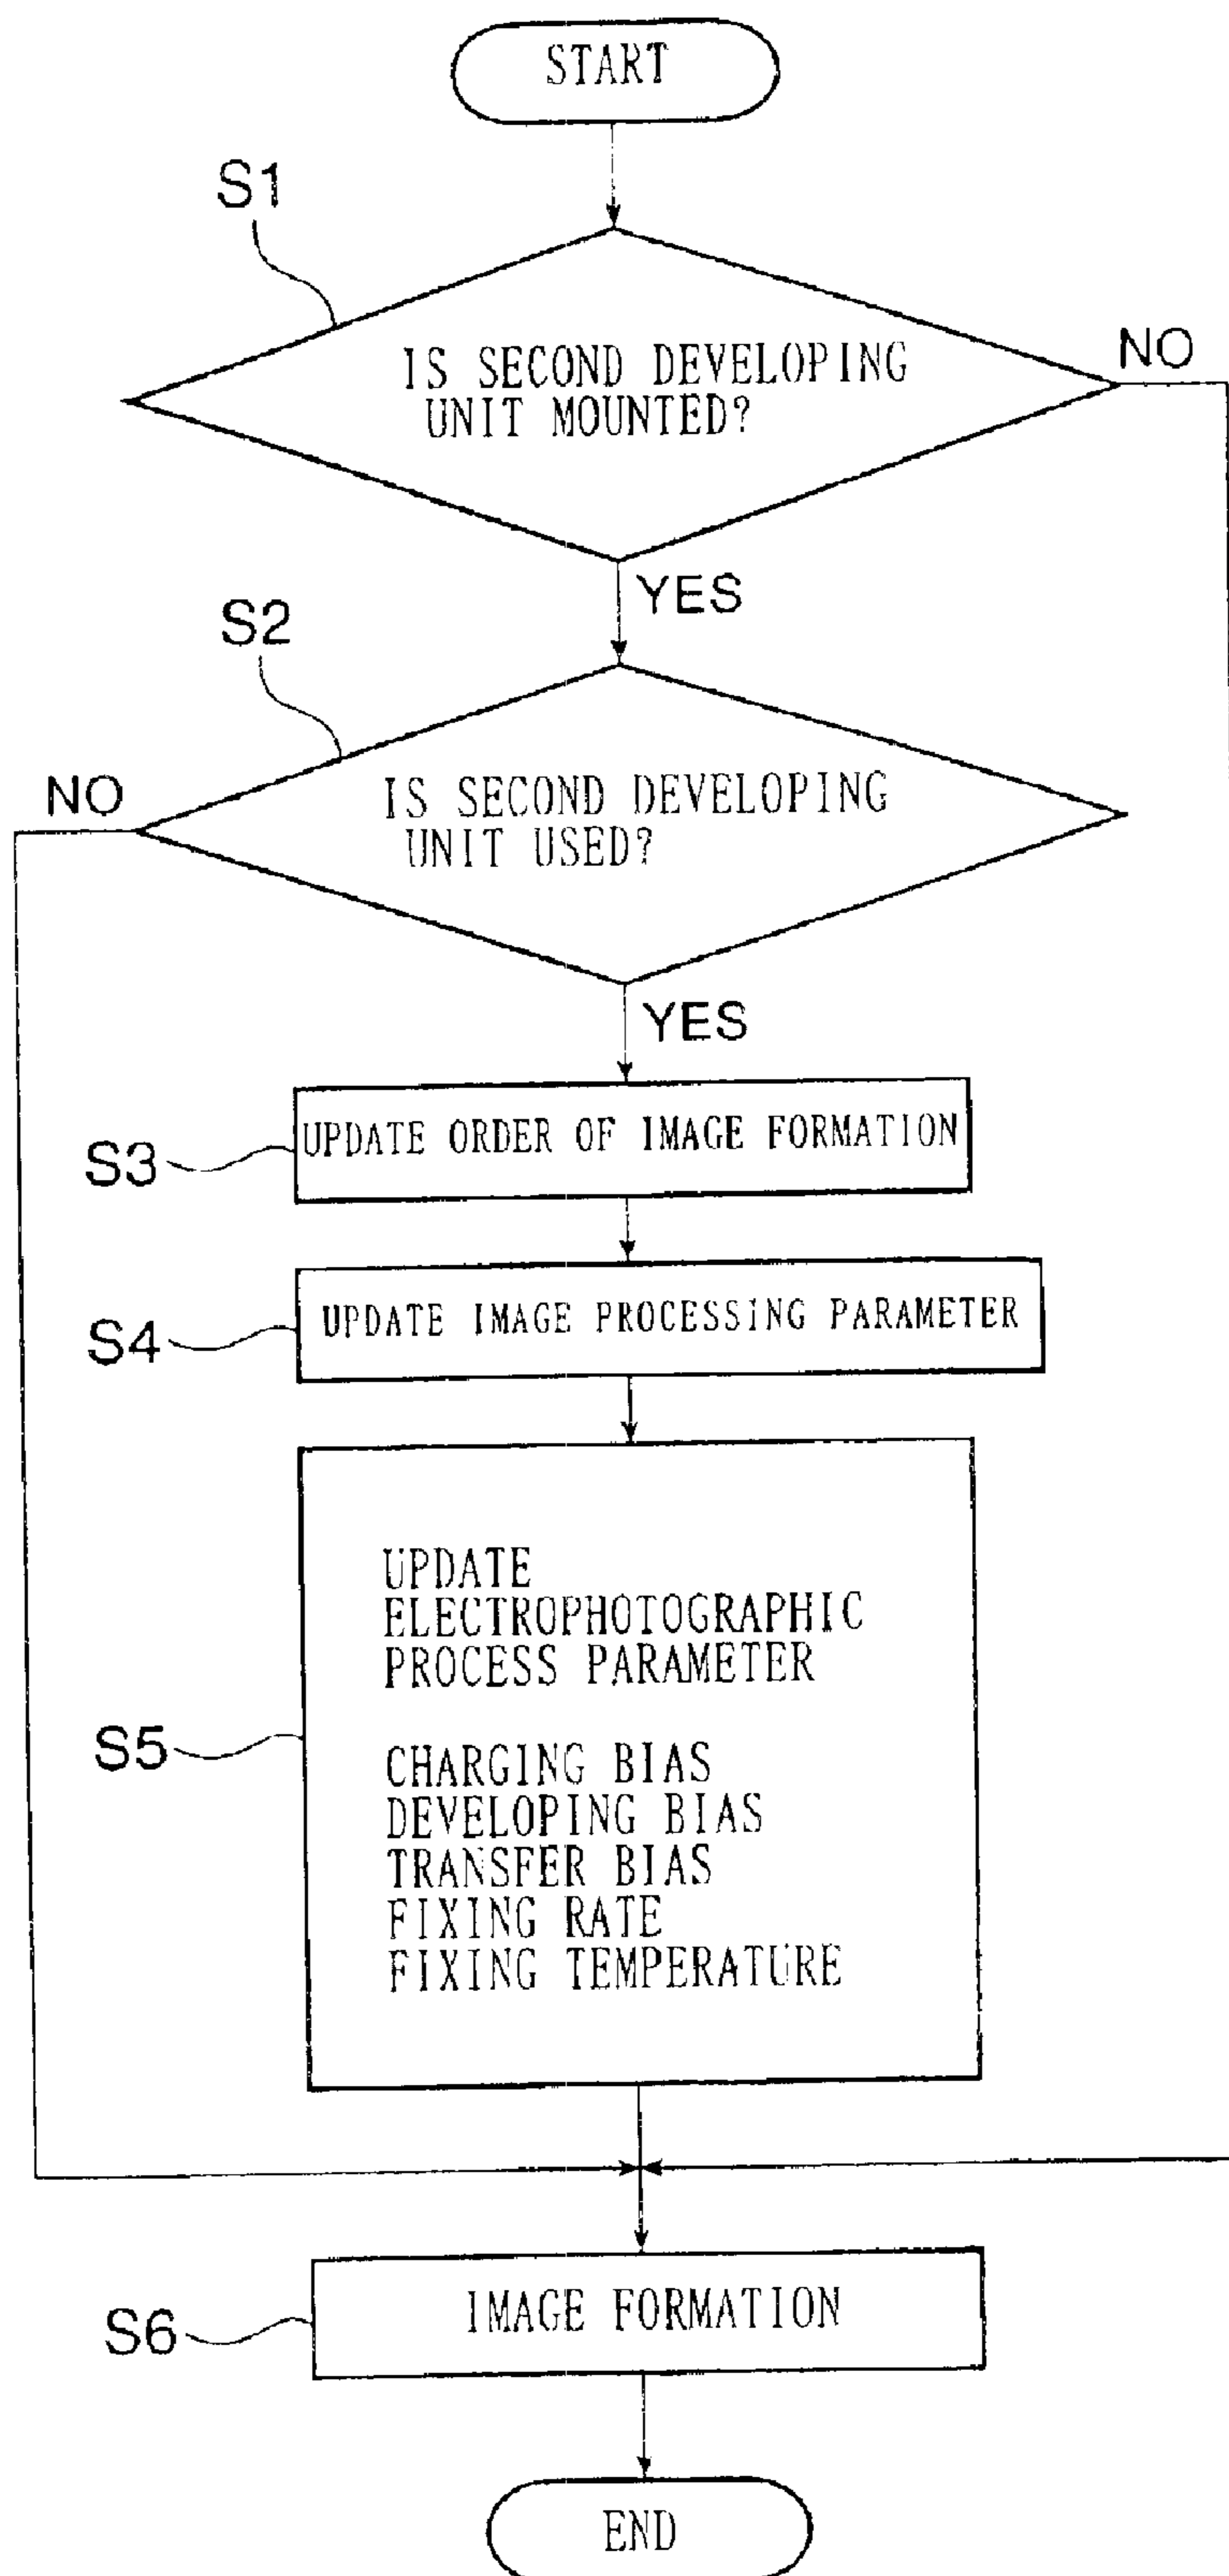 START
S1
IS SECOND DEVELOPING
UNIT MOUNTED?
NO
YES
S2
NO
IS SECOND DEVELOPING
UNIT USED?
YES
S3
UPDATE ORDER OF IMAGE FORMATION
S4
UPDATE IMAGE PROCESSING PARAMETER
S5
UPDATE
ELECTROPHOTOGRAPHIC
PROCESS PARAMETER
CHARGING BIAS
DEVELOPING BIAS
TRANSFER BIAS
FIXING RATE
FIXING TEMPERATURE
S6
IMAGE FORMATION
END